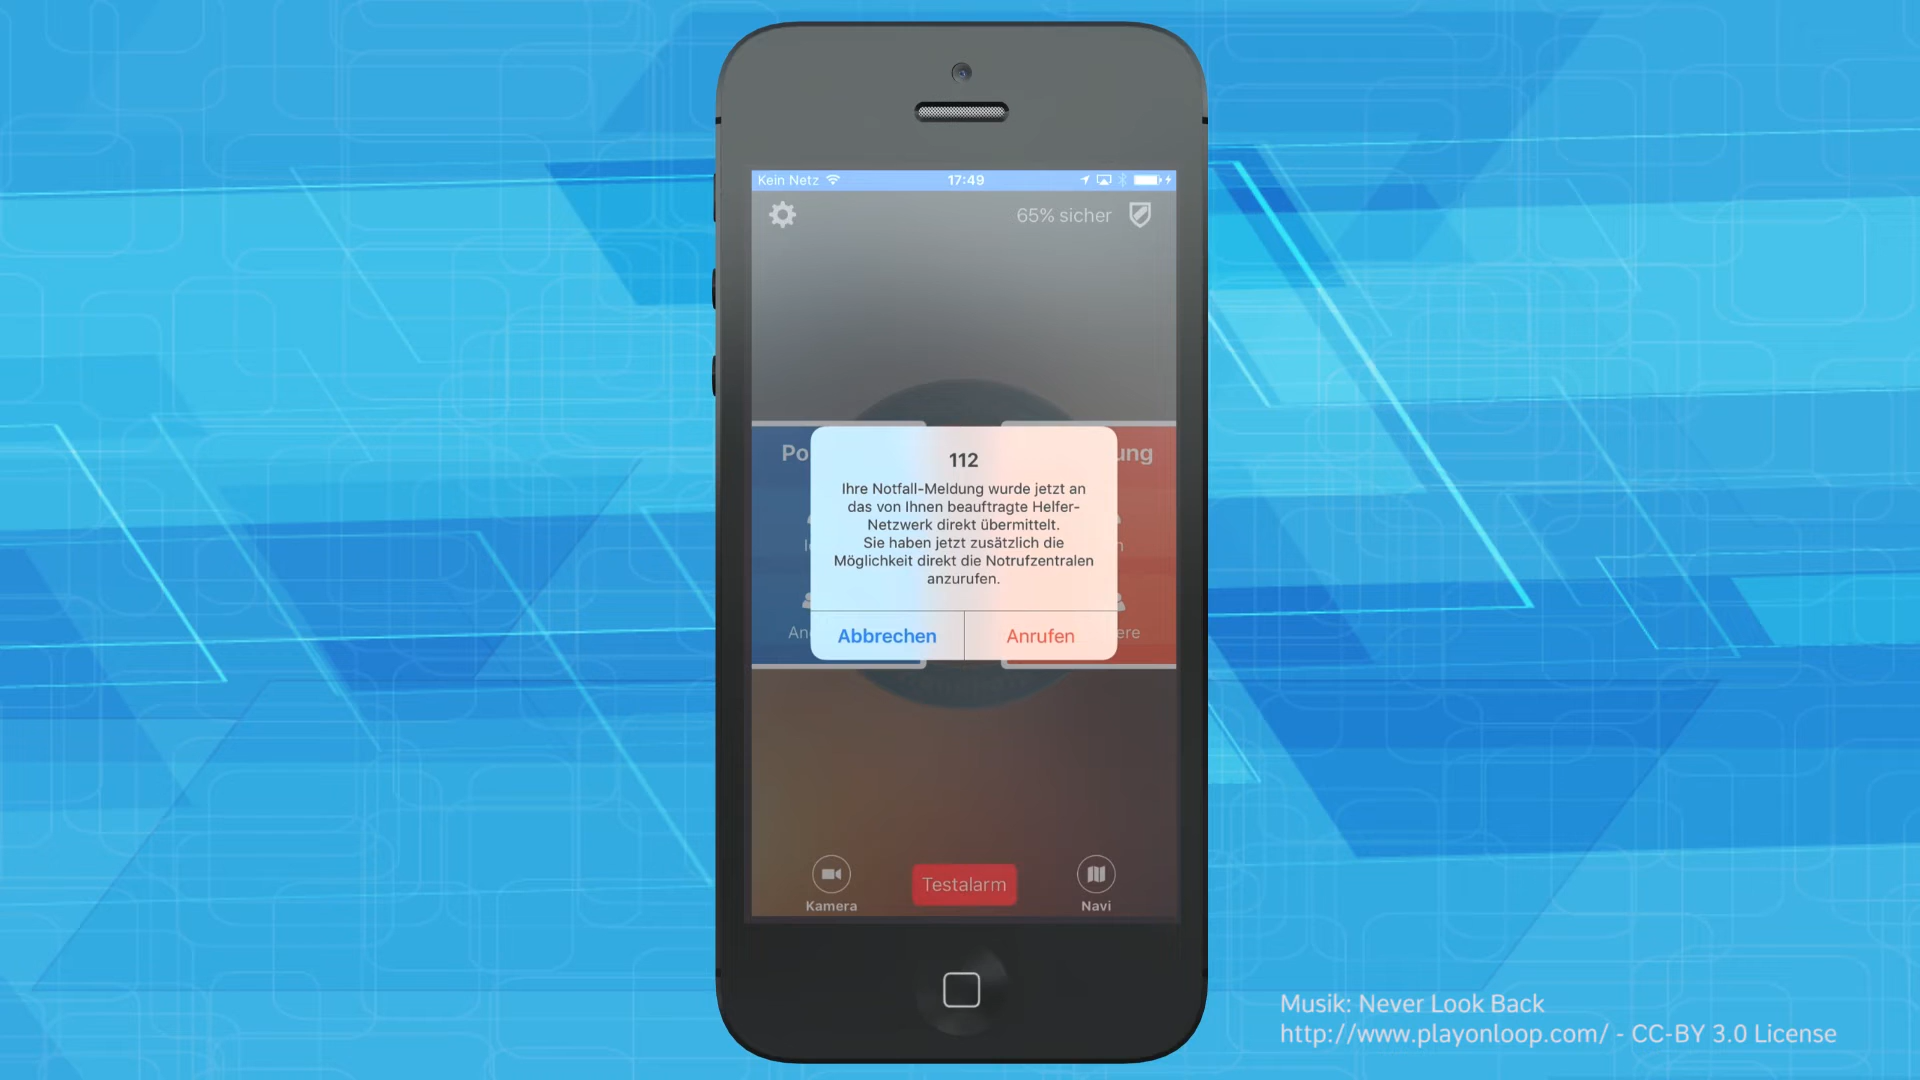 Kein Netz 17:49
65% sicher
112
Ihre Notfall-Meldung wurde jetzt an
das von Ihnen beauftragte Helfer-
Netzwerk direkt übermittelt.
Sie haben jetzt zusätzlich die
Möglichkeit direkt die Notrufzentralen
anzurufen.
Abbrechen Anrufen
Testalarm
Kamera Navi
Musik: Never Look Back
http://www.playonloop.com/ - CC-BY 3.0 License